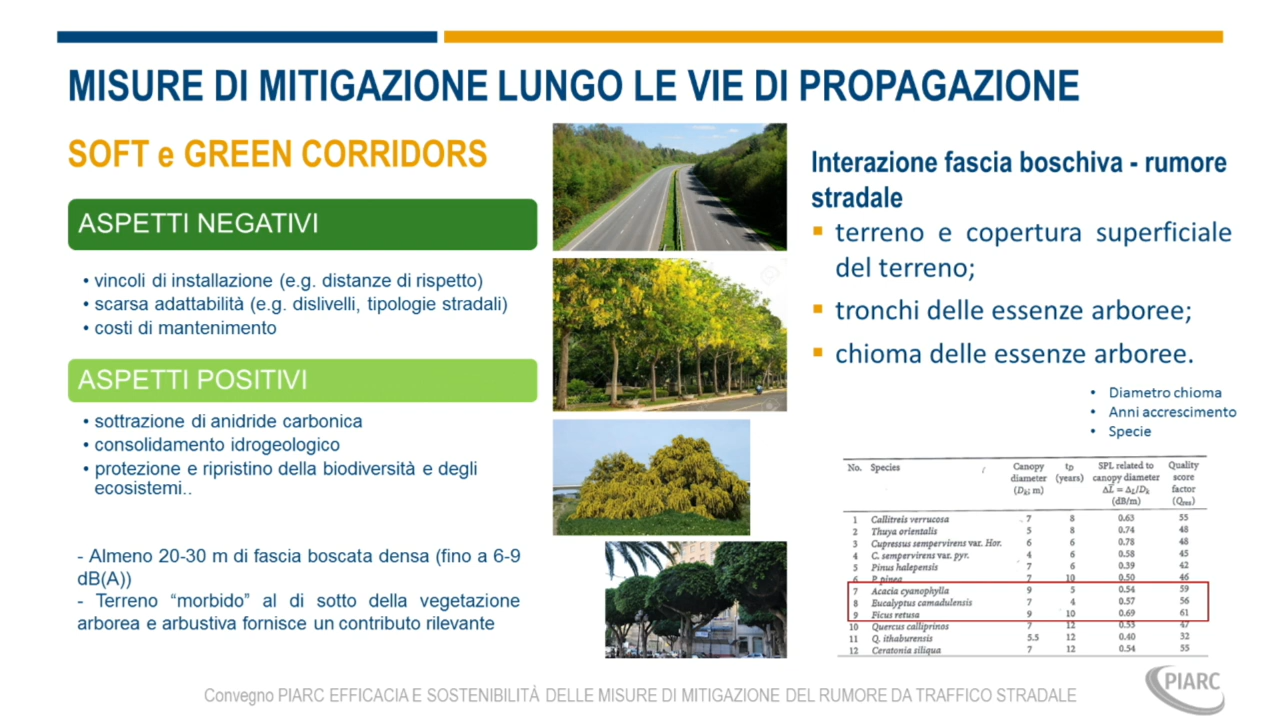 MISURE DI MITIGAZIONE LUNGO LE VIE DI PROPAGAZIONE
SOFT e GREEN CORRIDORS
ASPETTI NEGATIVI
• vincoli di installazione (e.g. distanze di rispetto)
• scarsa adattabilità (e.g. dislivelli, tipologie stradali)
• costi di mantenimento
ASPETTI POSITIVI
• sottrazione di anidride carbonica
• consolidamento idrogeologico
• protezione e ripristino della biodiversità e degli
ecosistemi..
- Almeno 20-30 m di fascia boscata densa (fino a 6-9
dB(A))
- Terreno “morbido” al di sotto della vegetazione
arborea e arbustiva fornisce un contributo rilevante
Interazione fascia boschiva - rumore
stradale
terreno e copertura superficiale
del terreno;
tronchi delle essenze arboree;
chioma delle essenze arboree.
• Diametro chioma
• Anni accrescimento
• Specie
No. Species Canopy tD SPL related to Quality
diameter (years) canopy diameter score
(Dk; m) ΔL = ΔL/Dk factor
(dB/m) (Qres)
1 Callitreis verrucosa 7 8 0.63 55
2 Thuya orientalis 5 8 0.74 48
3 Cupressus sempervirens var. Hor. 6 6 0.78 48
4 C. sempervirens var. pyr. 4 6 0.58 45
5 Pinus halepensis 7 6 0.39 42
6 P. pinea 7 10 0.50 46
7 Acacia cyanophylla 9 5 0.54 59
8 Eucalyptus camadulensis 7 4 0.57 56
9 Ficus retusa 9 10 0.69 61
10 Quercus calliprinos 7 12 0.53 47
11 Q. ithaburensis 5.5 12 0.40 32
12 Ceratonia siliqua 7 12 0.54 55
Convegno PIARC EFFICACIA E SOSTENIBILITÀ DELLE MISURE DI MITIGAZIONE DEL RUMORE DA TRAFFICO STRADALE
PIARC